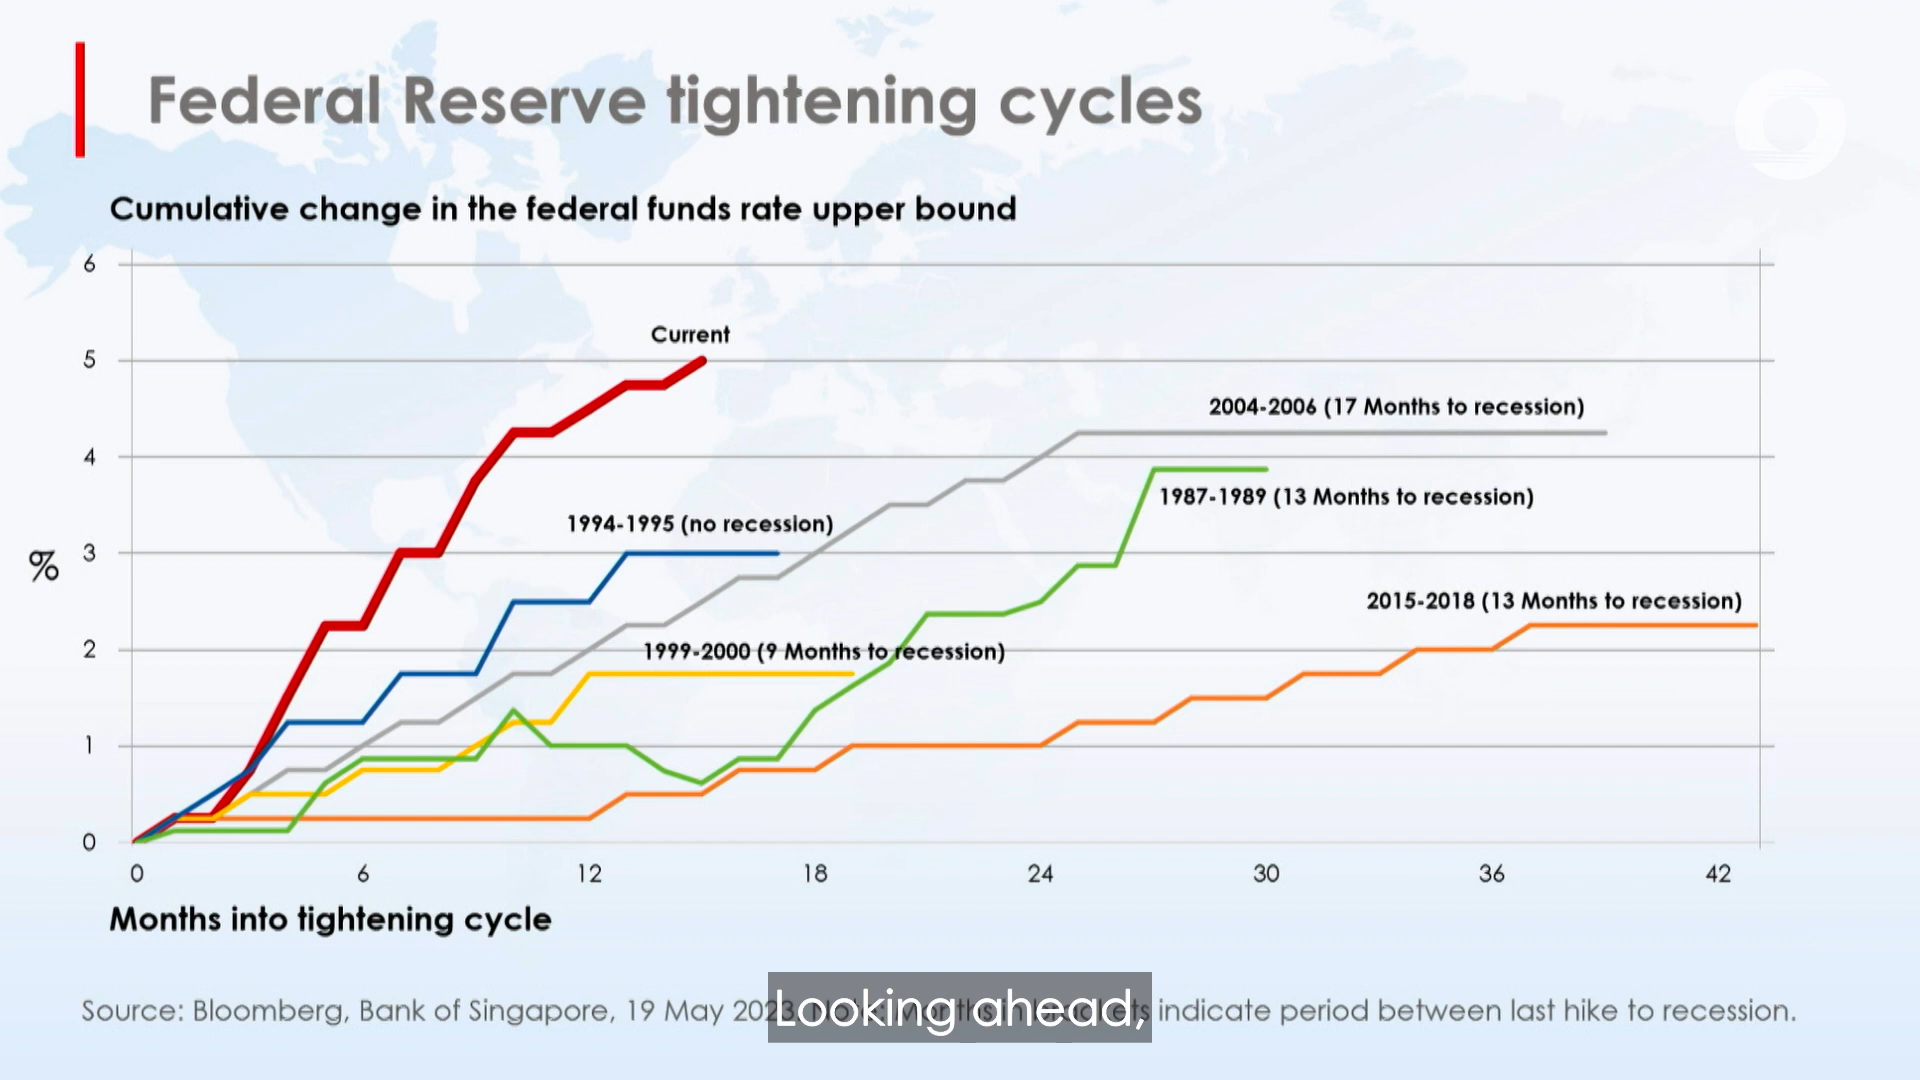 Federal Reserve tightening cycles
Cumulative change in the federal funds rate upper bound
6
5
4
3
2
1
0
%
Current
2004-2006 (17 Months to recession)
1987-1989 (13 Months to recession)
1994-1995 (no recession)
2015-2018 (13 Months to recession)
1999-2000 (9 Months to recession)
0 6 12 18 24 30 36 42
Months into tightening cycle
Source: Bloomberg, Bank of Singapore, 19 May 2023. indicate period between last hike to recession.
Looking ahead,